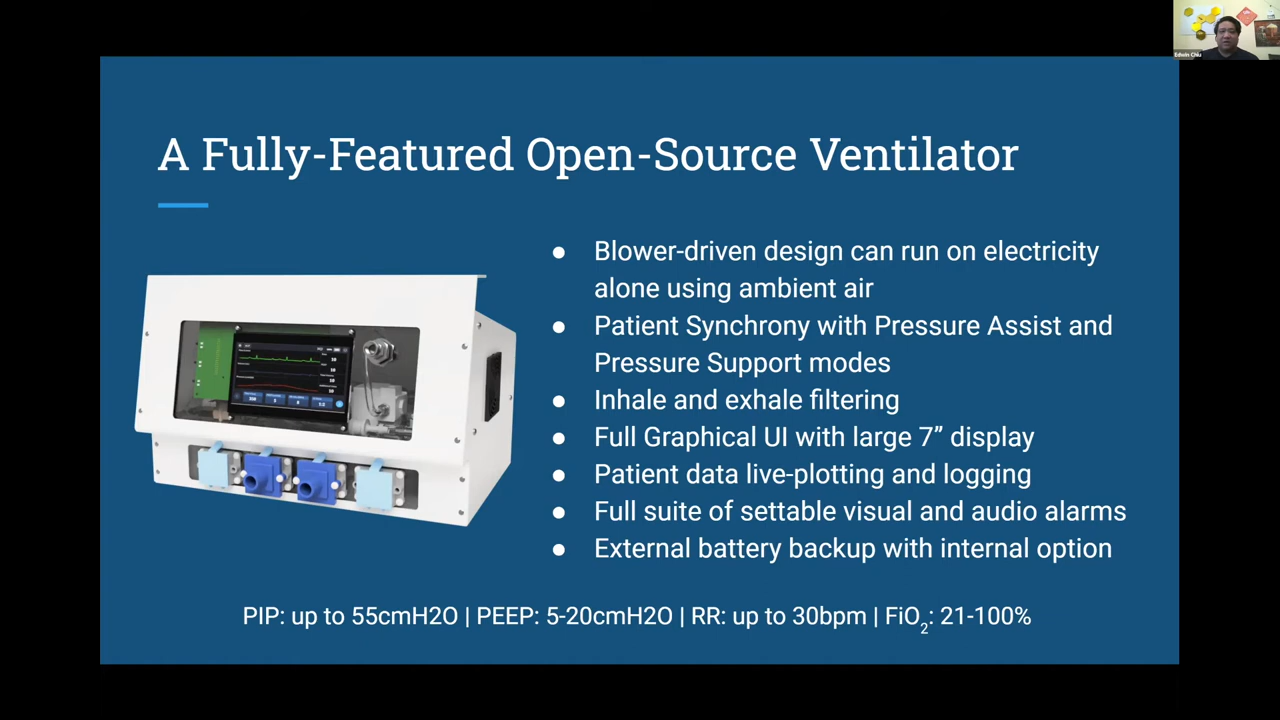 Edwin Chiu
A Fully-Featured Open-Source Ventilator
● Blower-driven design can run on electricity
alone using ambient air
● Patient Synchrony with Pressure Assist and
Pressure Support modes
● Inhale and exhale filtering
● Full Graphical UI with large 7” display
● Patient data live-plotting and logging
● Full suite of settable visual and audio alarms
● External battery backup with internal option
PIP: up to 55cmH2O | PEEP: 5-20cmH2O | RR: up to 30bpm | FiO₂: 21-100%